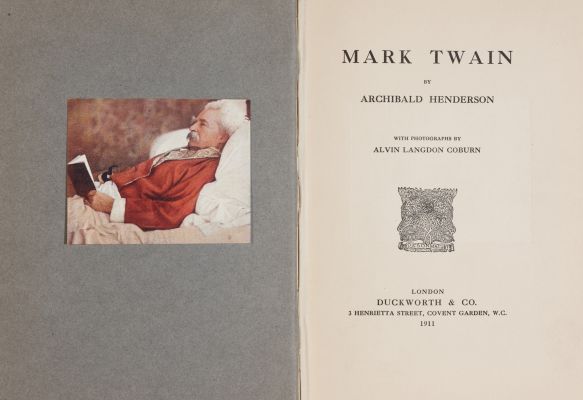 MARK TWAIN
BY
ARCHIBALD HENDERSON
WITH PHOTOGRAPHS BY
ALVIN LANGDON COBURN
LONDON
DUCKWORTH & CO.
3 HENRIETTA STREET, COVENT GARDEN, W.C.
1911